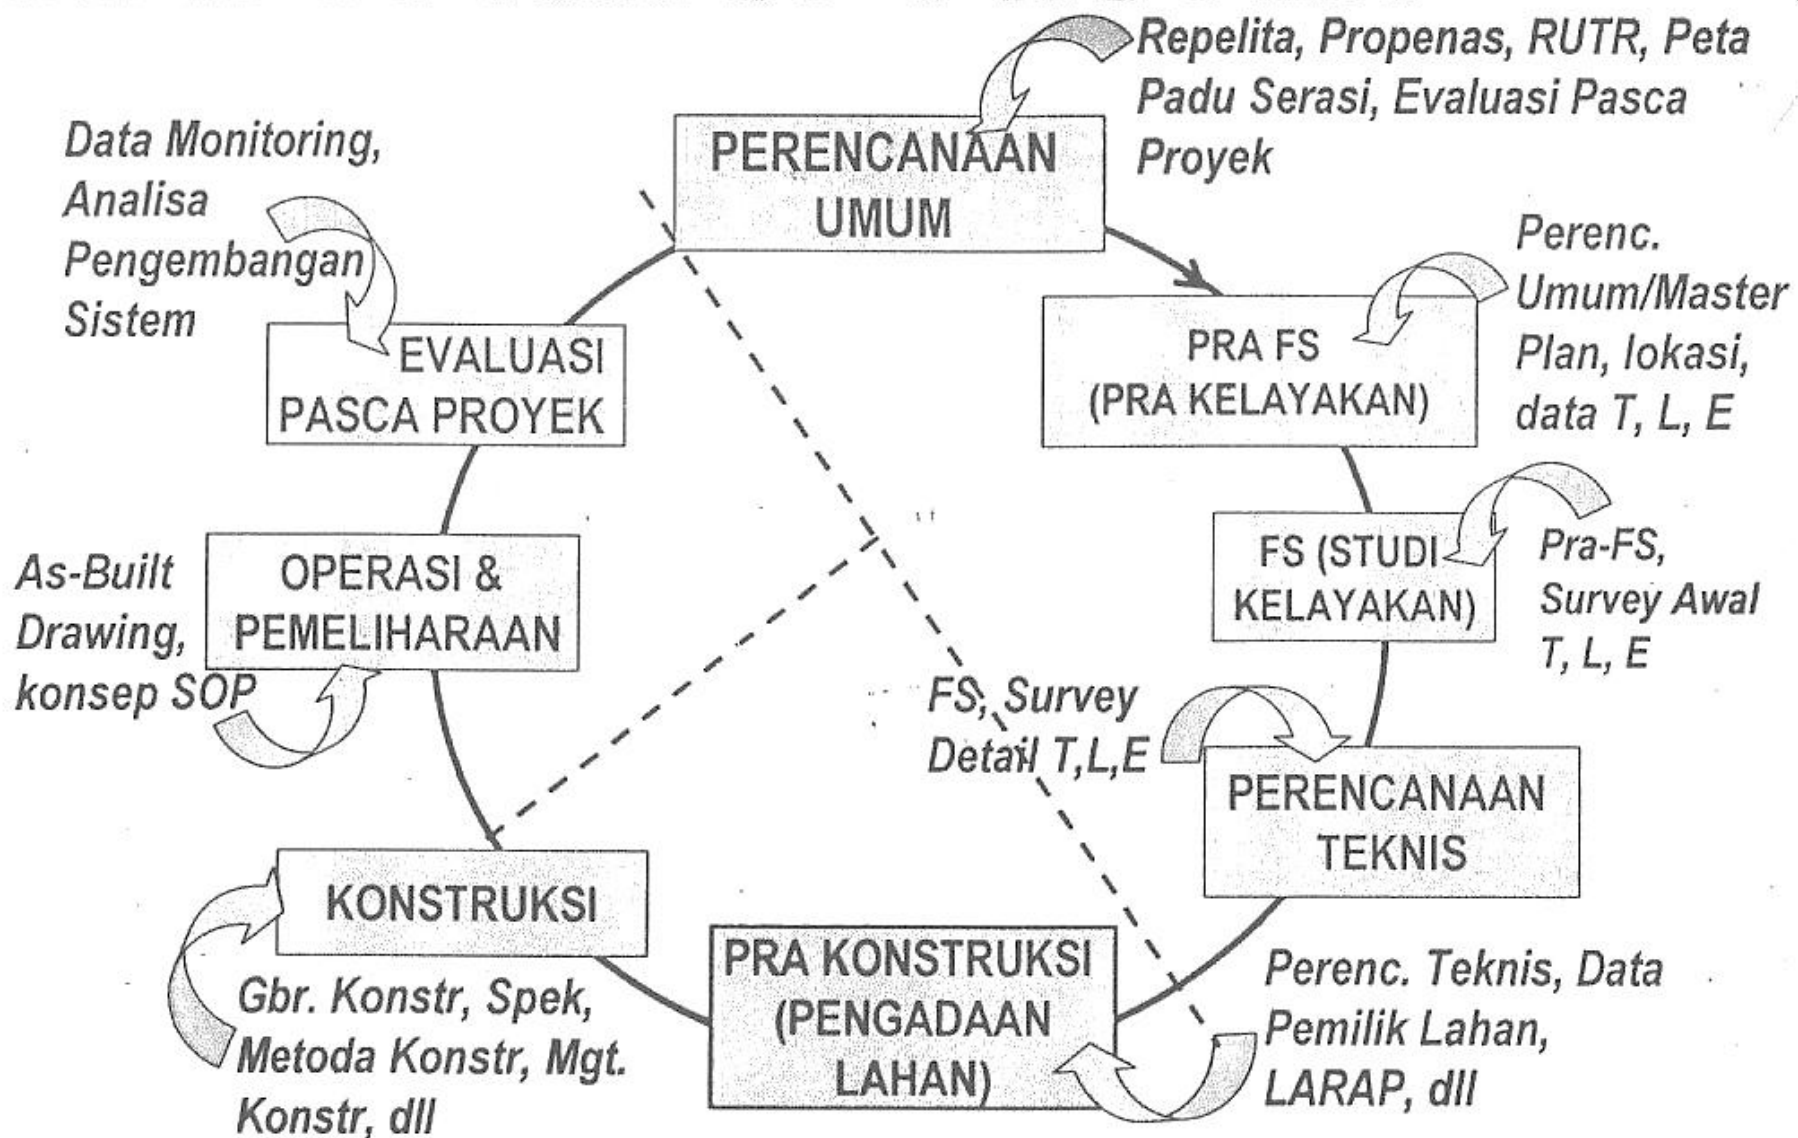 Repelita, Propenas, RUTR, Peta
Padu Serasi, Evaluasi Pasca
Proyek
PERENCANAAN
UMUM
Data Monitoring,
Analisa
Pengembangan
Sistem
Perenc.
Umum/Master
Plan, lokasi,
data T, L, E
PRA FS
(PRA KELAYAKAN)
EVALUASI
PASCA PROYEK
FS (STUDI
KELAYAKAN)
Pra-FS,
Survey Awal
T, L, E
OPERASI &
PEMELIHARAAN
As-Built
Drawing,
konsep SOP
FS, Survey
Detail T,L,E
PERENCANAAN
TEKNIS
KONSTRUKSI
PRA KONSTRUKSI
(PENGADAAN
LAHAN)
Perenc. Teknis, Data
Pemilik Lahan,
LARAP, dll
Gbr. Konstr, Spek,
Metoda Konstr, Mgt.
Konstr, dll